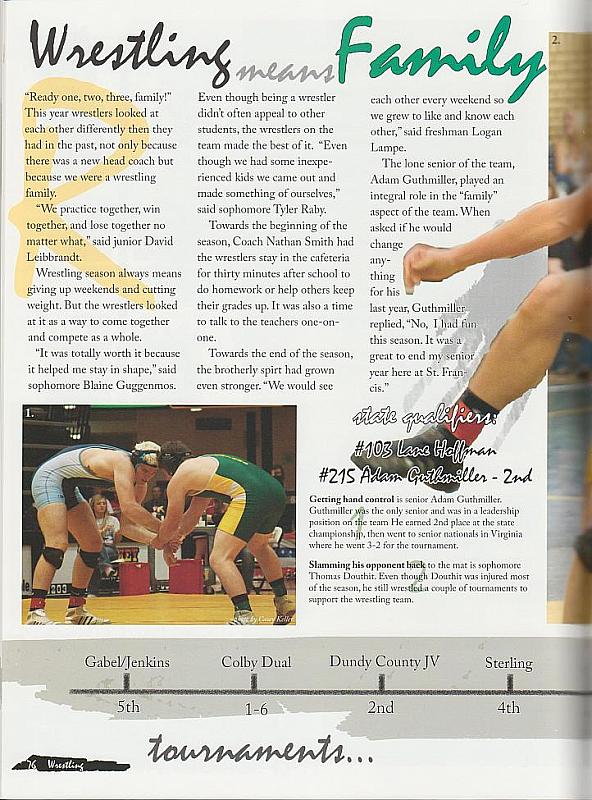 Wrestling means Family
"Ready one, two, three, family!"
This year wrestlers looked at
each other differently then they
had in the past, not only because
there was a new head coach but
because we were a wrestling
family.
"We practice together, win
together, and lose together no
matter what," said junior David
Leibbrandt.
Wrestling season always means
giving up weekends and cutting
weight. But the wrestlers looked
at it as a way to come together
and compete as a whole.
"It was totally worth it because
it helped me stay in shape," said
sophomore Blaine Guggenmos.
Even though being a wrestler
didn't often appeal to other
students, the wrestlers on the
team made the best of it. "Even
though we had some inexpe-
rienced kids we came out and
made something of ourselves,"
said sophomore Tyler Raby.
Towards the beginning of the
season, Coach Nathan Smith had
the wrestlers stay in the cafeteria
for thirty minutes after school to
do homework or help others keep
their grades up. It was also a time
to talk to the teachers one-on-
one.
Towards the end of the season,
the brotherly spirt had grown
even stronger. "We would see
each other every weekend so
we grew to like and know each
other," said freshman Logan
Lampe.
The lone senior of the team,
Adam Guthmiller, played an
integral role in the "family"
aspect of the team. When
asked if he would
change
any-
thing
for his
last year, Guthmiller
replied, "No, I had fun
this season. It was a
great to end my senior
year here at St. Fran-
cis."
2.
1.
Photo by Casey Keller
state qualifiers:
#103 Lane Hoffman
#215 Adam Guthmiller - 2nd
1
Getting hand control is senior Adam Guthmiller.
Guthmiller was the only senior and was in a leadership
position on the team He earned 2nd place at the state
championship, then went to senior nationals in Virginia
where he went 3-2 for the tournament.
2
Slamming his opponent back to the mat is sophomore
Thomas Douthit. Even though Douthit was injured most
of the season, he still wrestled a couple of tournaments to
support the wrestling team.
Gabel/Jenkins Colby Dual Dundy County JV Sterling
5th 1-6 2nd 4th
tournaments...
76 Wrestling